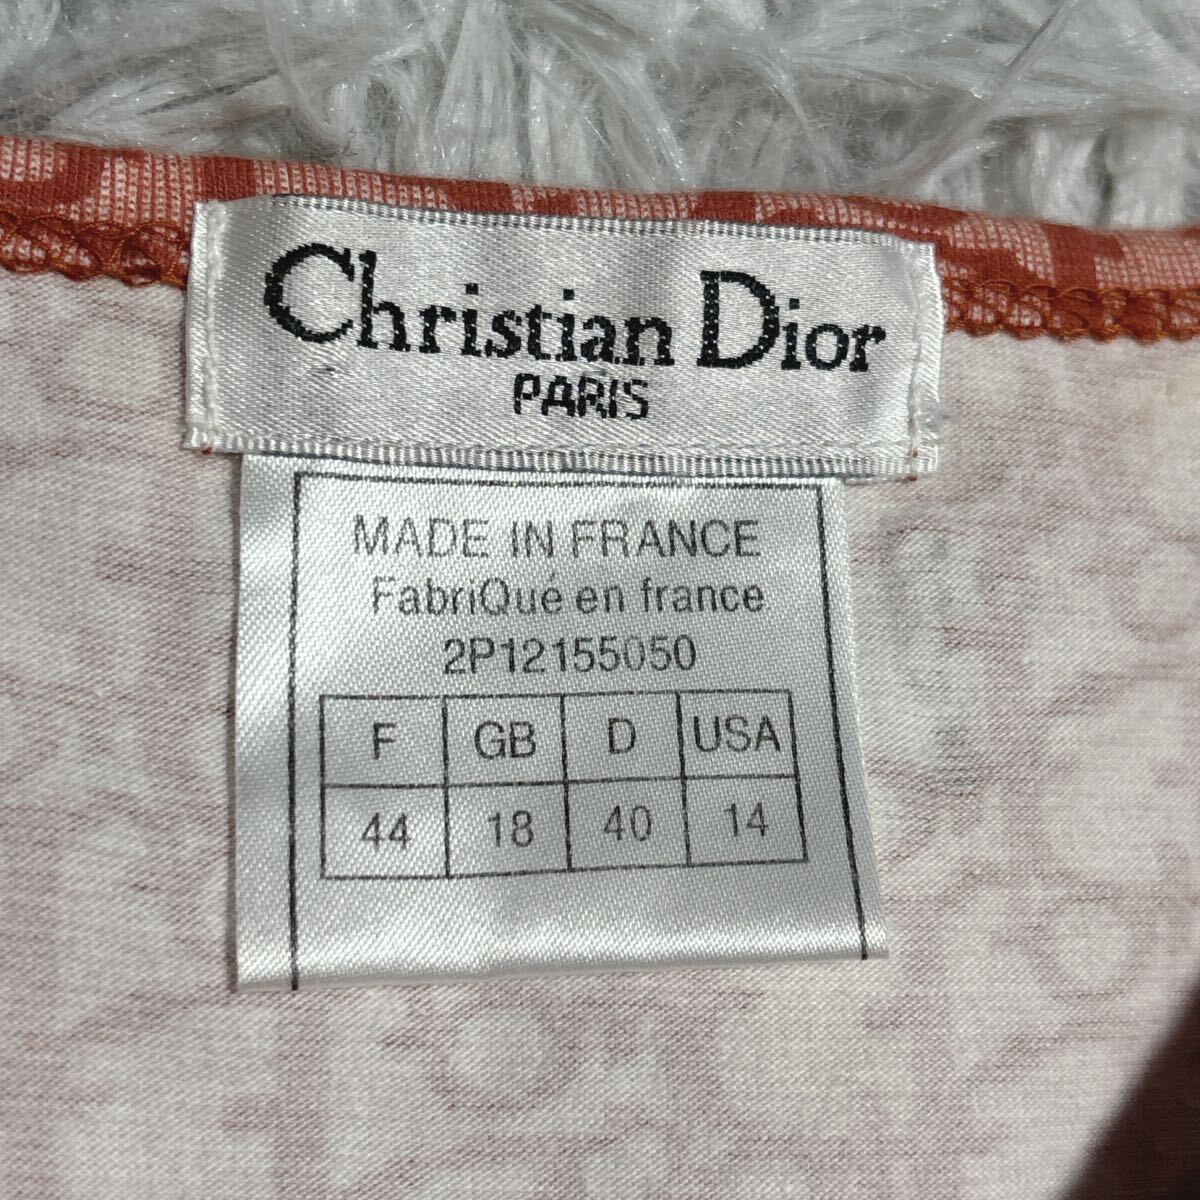 Christian Dior
PARIS
MADE IN FRANCE
FabriQué en france
2P12155050
F GB D USA
44 18 40 14